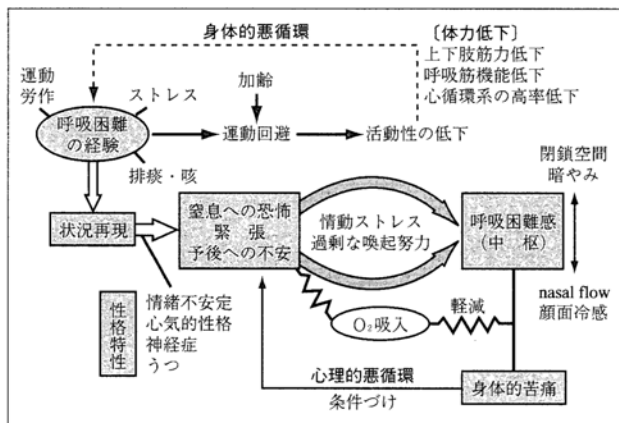 身体的悪循環
〔体力低下〕
上下肢筋力低下
呼吸筋機能低下
心循環系の高率低下
運動
労作
ストレス
加齢
呼吸困難
の経験
運動回避
活動性の低下
排痰・咳
閉鎖空間
暗やみ
状況再現
窒息への恐怖
緊張
予後への不安
情動ストレス
過剰な喚起努力
呼吸困難感
(中枢)
nasal flow
顔面冷感
性格特性
情緒不安定
心気的性格
神経症
うつ
O₂吸入
軽減
心理的悪循環
条件づけ
身体的苦痛